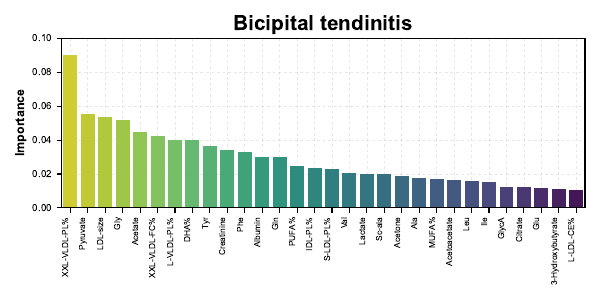 Bicipital tendinitis
Importance
0.10
0.08
0.06
0.04
0.02
0.00
XXL-VLDL-PL%
Pyruvate
LDL-size
Gly
Acetate
XXL-VLDL-FC%
L-VLDL-PL%
DHA%
Tyr
Creatinine
Phe
Albumin
Gln
PUFA%
IDL-PL%
S-LDL-PL%
Val
Lactate
So-ala
Acetone
Ala
MUFA%
Acetoacetate
Leu
Ile
GlycA
Citrate
Glu
3-Hydroxybutyrate
L-LDL-CE%